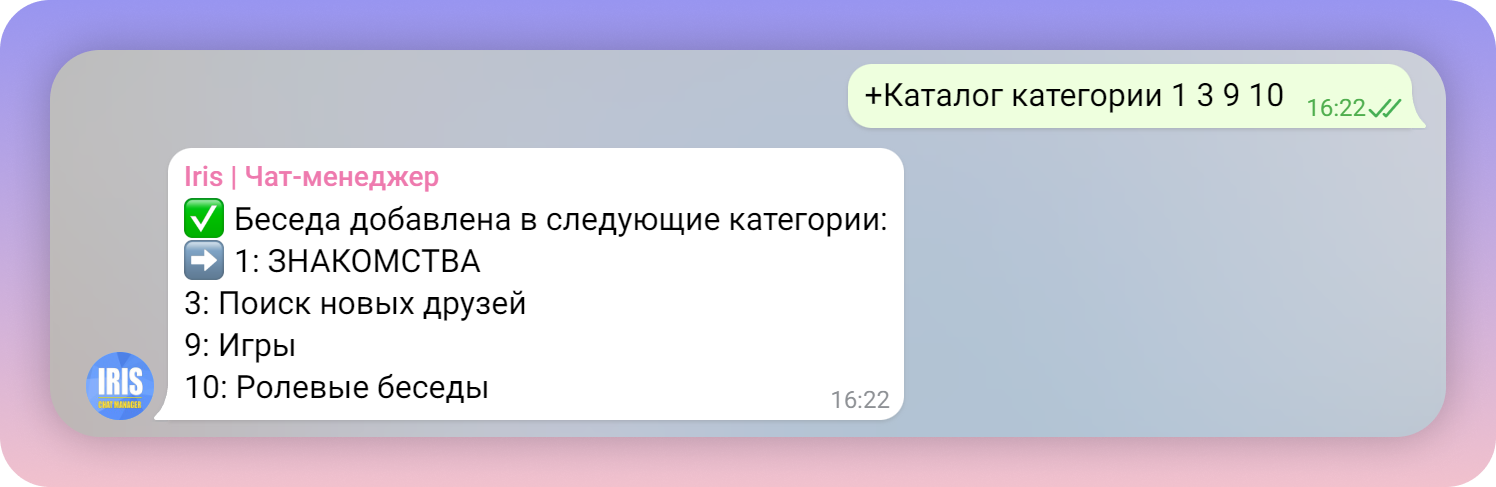 +Каталог категории 1 3 9 10
16:22
Iris | Чат-менеджер
✅ Беседа добавлена в следующие категории:
➡️ 1: ЗНАКОМСТВА
3: Поиск новых друзей
9: Игры
10: Ролевые беседы
16:22
IRIS
CHAT MANAGER